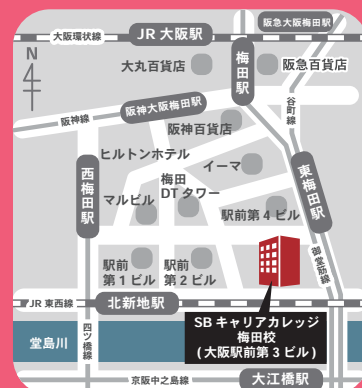 阪急大阪梅田駅
大阪環状線
JR 大阪駅
N
大丸百貨店
梅田駅
阪急百貨店
阪神大阪梅田駅
谷町線
阪神線
阪神百貨店
ヒルトンホテル
イーマ
西梅田駅
梅田
DT タワー
東梅田駅
マルビル
駅前第 4 ビル
御堂筋線
駅前
第 1 ビル
駅前
第 2 ビル
JR 東西線
北新地駅
SB キャリアカレッジ
梅田校
(大阪駅前第 3 ビル)
堂島川
四ツ橋線
京阪中之島線
大江橋駅